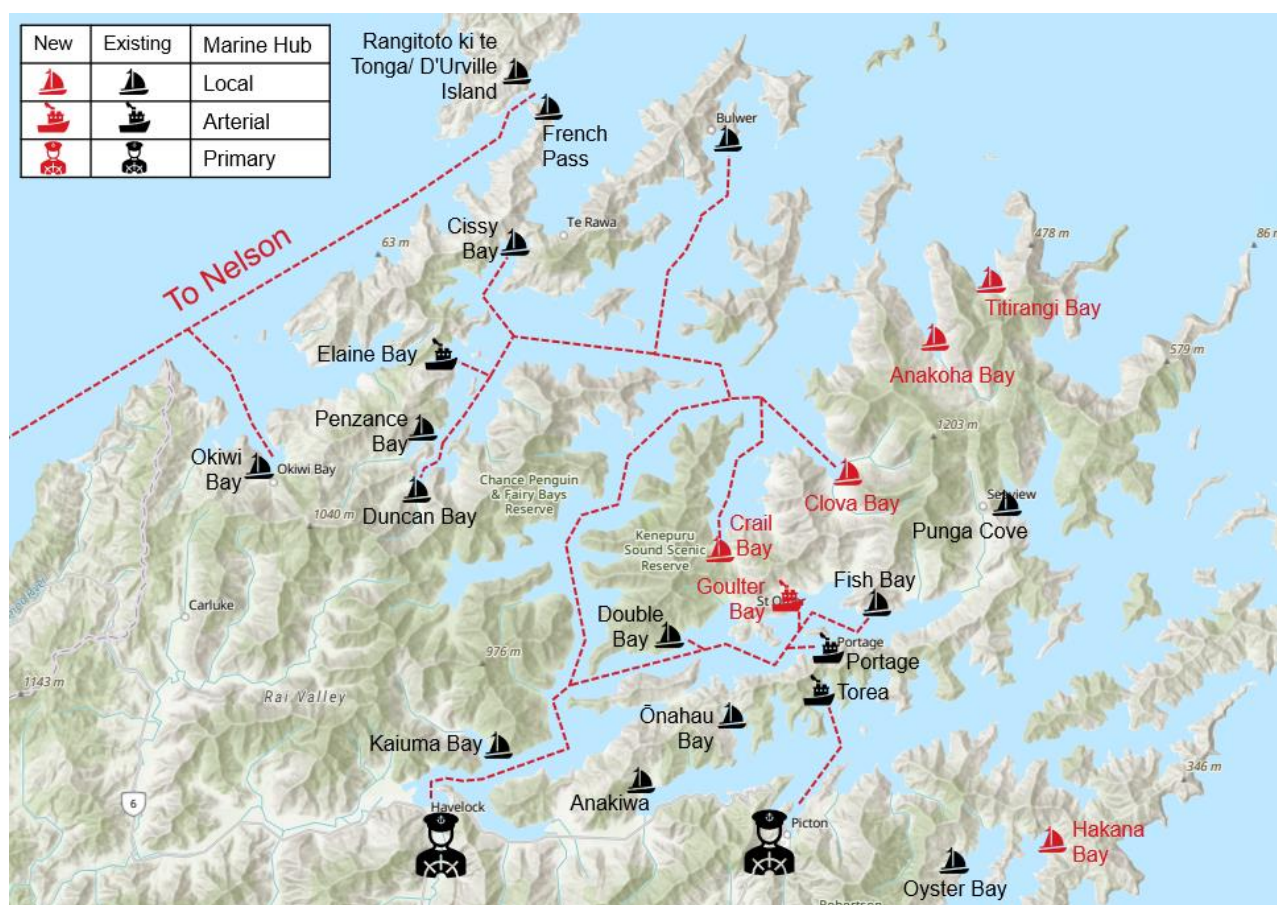 New Existing Marine Hub
Local
Arterial
Primary
Rangitoto ki te
Tonga/ D'Urville
Island
French
Pass
Bulwer
Cissy
Bay
Te Rawa
63 m
478 m
86 m
To Nelson
Titirangi Bay
Elaine Bay
Anakoha Bay
579 m
Penzance
Bay
1203 m
Okiwi
Bay
Okiwi Bay
Chance Penguin
& Fairy Bays
Reserve
Clova Bay
Duncan Bay
1040 m
Punga Cove
Crail
Bay
Kenepuru
Sound Scenic
Reserve
Goulter
Bay
St O
Fish Bay
Carluke
Double
Bay
Portage
Portage
976 m
1143 m
Rai Valley
Torea
Ōnahau
Bay
Kaiuma Bay
346 m
Anakiwa
6
Havelock
Picton
Hakana
Bay
Oyster Bay
Robertson